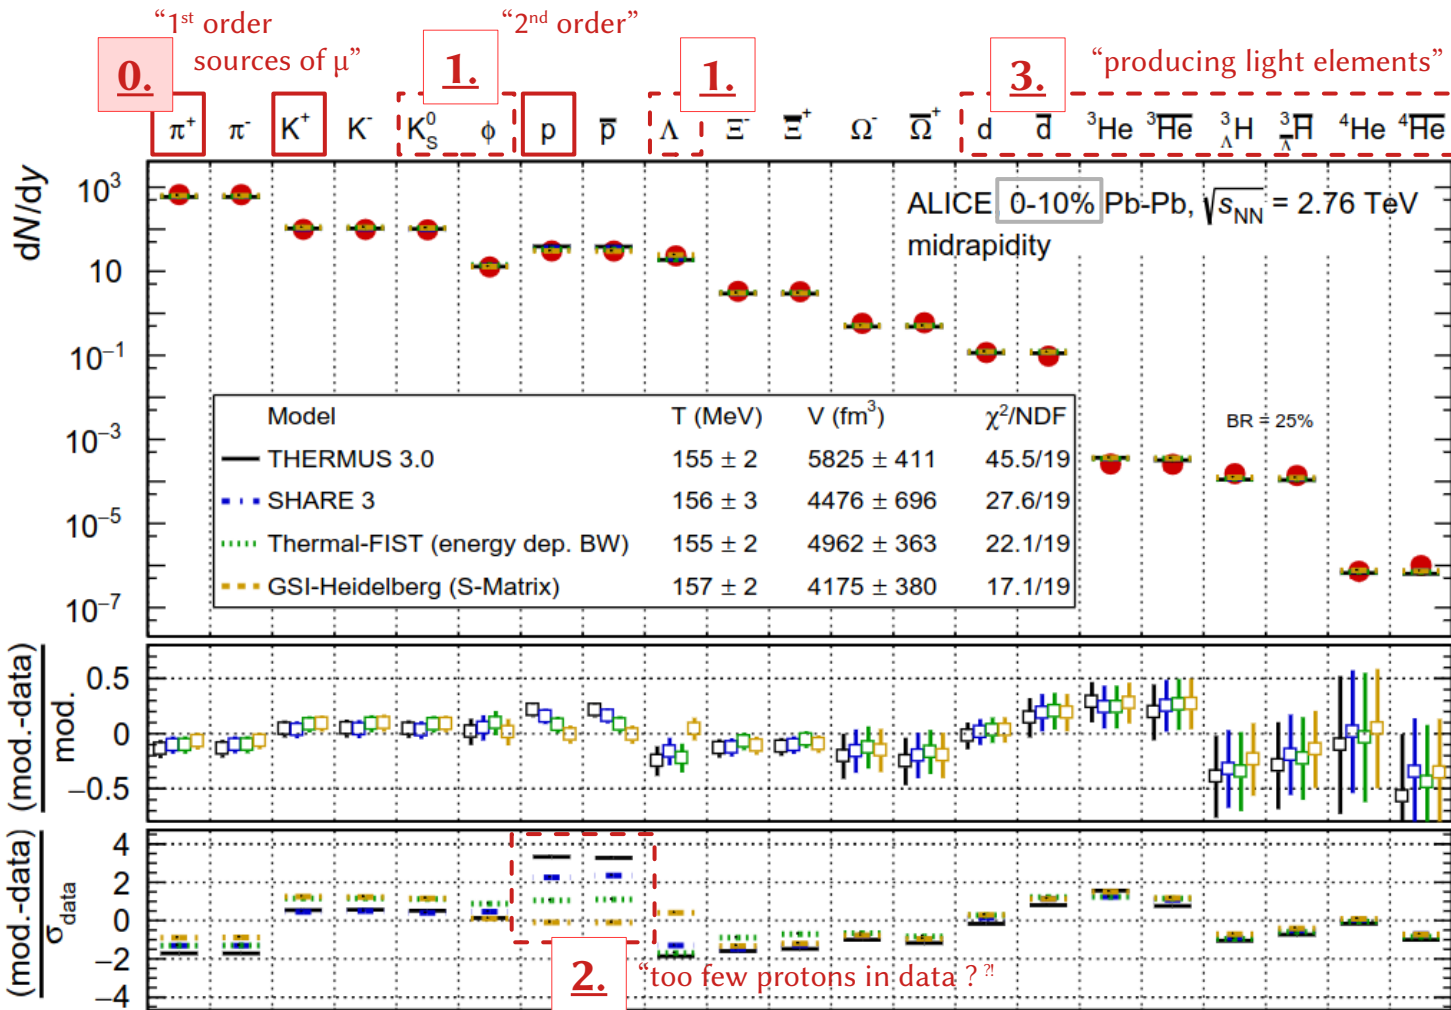 “1st order
sources of μ”
“2nd order”
“producing light elements”
0.
1.
1.
3.
π+ π- K+ K- K0S ϕ p p̅ Λ Ξ- Ξ̅+ Ω- Ω̅+ d d̅ 3He 3H̅e̅ 3ΛH 3Λ̅H̅ 4He 4H̅e̅
dN/dy
10³
10
10⁻¹
10⁻³
10⁻⁵
10⁻⁷
ALICE 0-10% Pb-Pb, √sNN = 2.76 TeV
midrapidity
Model T (MeV) V (fm³) χ²/NDF
THERMUS 3.0 155 ± 2 5825 ± 411 45.5/19
SHARE 3 156 ± 3 4476 ± 696 27.6/19
Thermal-FIST (energy dep. BW) 155 ± 2 4962 ± 363 22.1/19
GSI-Heidelberg (S-Matrix) 157 ± 2 4175 ± 380 17.1/19
BR = 25%
(mod.-data)
mod.
0.5
0
−0.5
(mod.-data)
σdata
4
2
0
−2
−4
2.
“too few protons in data ? ?!